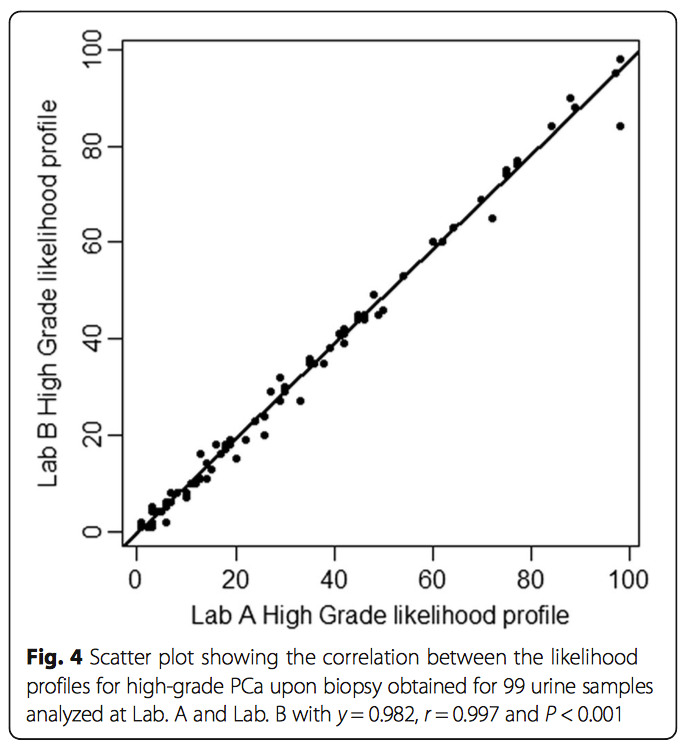 100
80
60
40
20
0
Lab B High Grade likelihood profile
0 20 40 60 80 100
Lab A High Grade likelihood profile
Fig. 4 Scatter plot showing the correlation between the likelihood
profiles for high-grade PCa upon biopsy obtained for 99 urine samples
analyzed at Lab. A and Lab. B with y = 0.982, r = 0.997 and P < 0.001